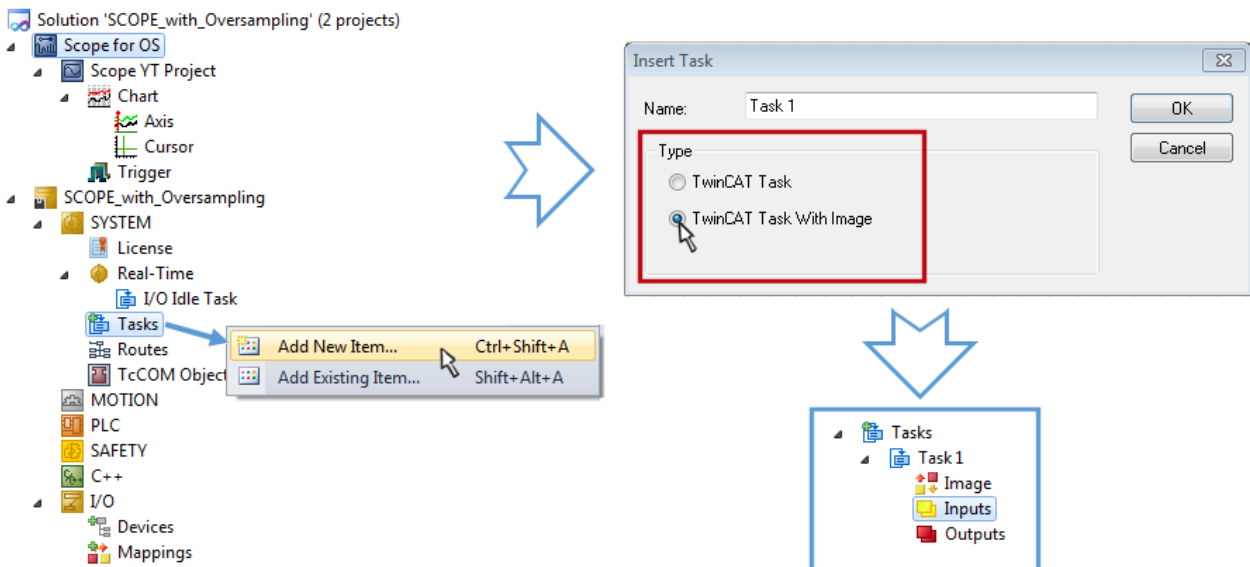 Solution 'SCOPE_with_Oversampling' (2 projects)
Scope for OS
Scope YT Project
Chart
Axis
Cursor
Trigger
SCOPE_with_Oversampling
SYSTEM
License
Real-Time
I/O Idle Task
Tasks
Routes
TcCOM Object
MOTION
PLC
SAFETY
C++
I/O
Devices
Mappings
Add New Item... Ctrl+Shift+A
Add Existing Item... Shift+Alt+A
Insert Task
Name: Task 1 OK
Cancel
Type
TwinCAT Task
TwinCAT Task With Image
Tasks
Task 1
Image
Inputs
Outputs